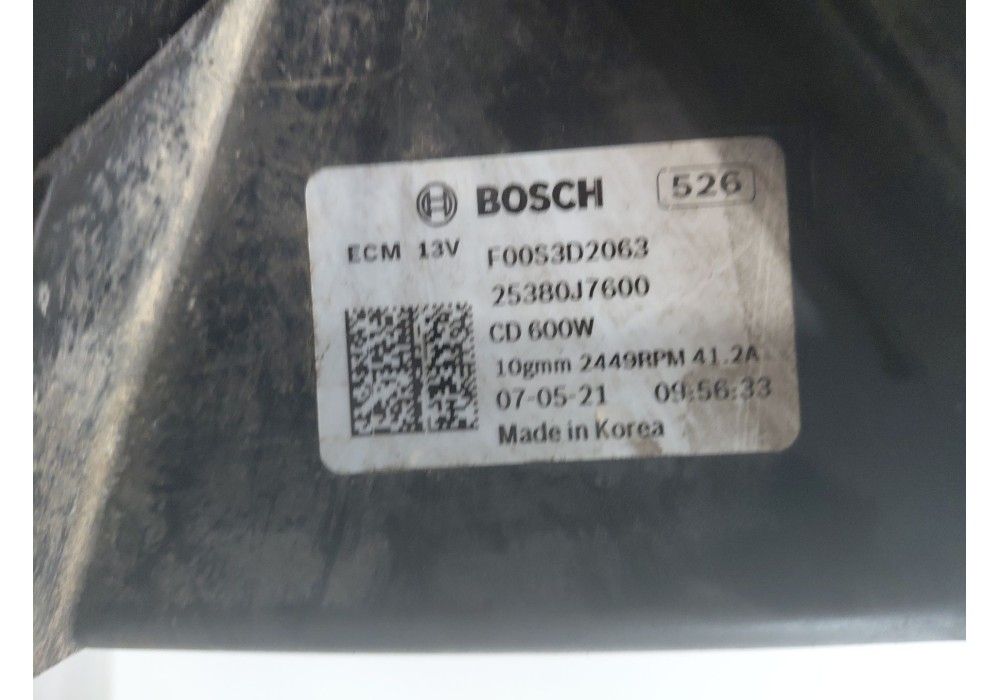 BOSCH 526
ECM 13V F00S3D2063
25380J7600
CD 600W
10gmm 2449RPM 41.2A
07-05-21 09:56:33
Made in Korea